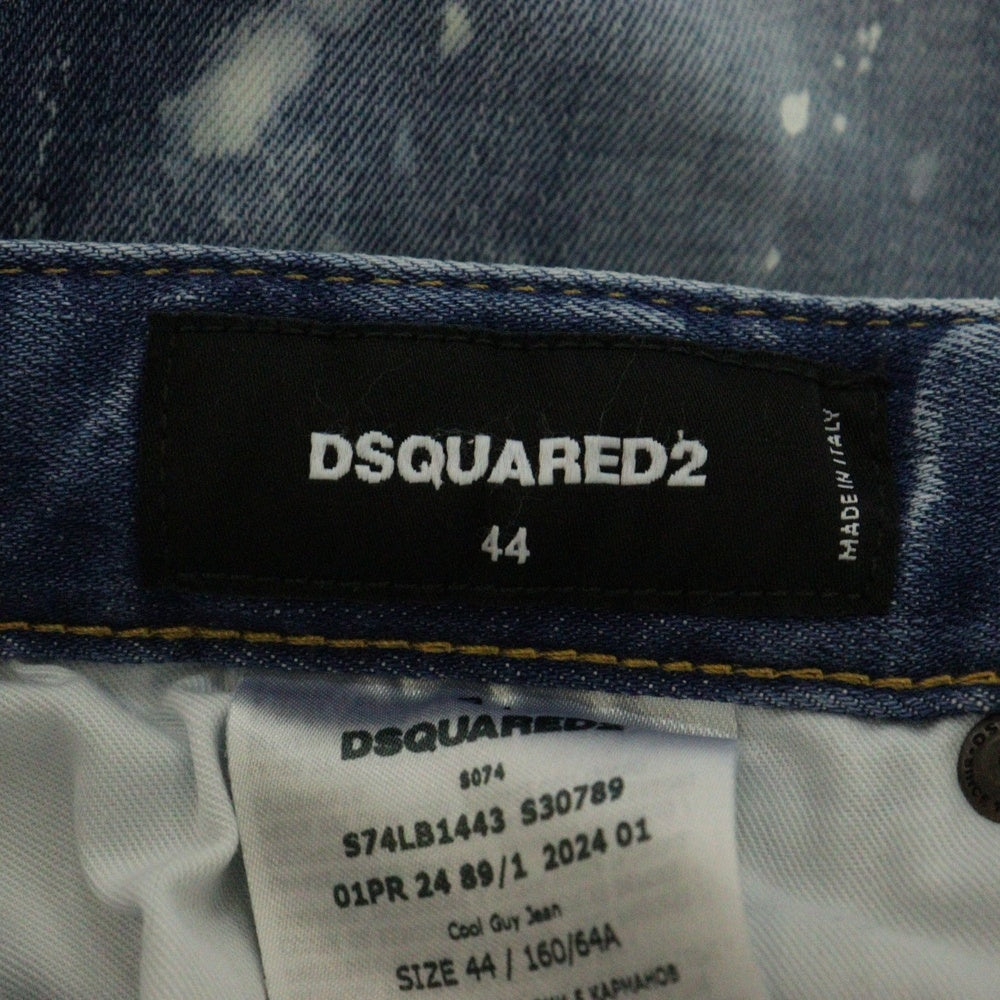 DSQUARED2
44
MADE IN ITALY
DSQUARED2
S074
S74LB1443 S30789
01PR 24 89/1 2024 01
Cool Guy Jean
SIZE 44 / 160/64A
КАРМАНОВ